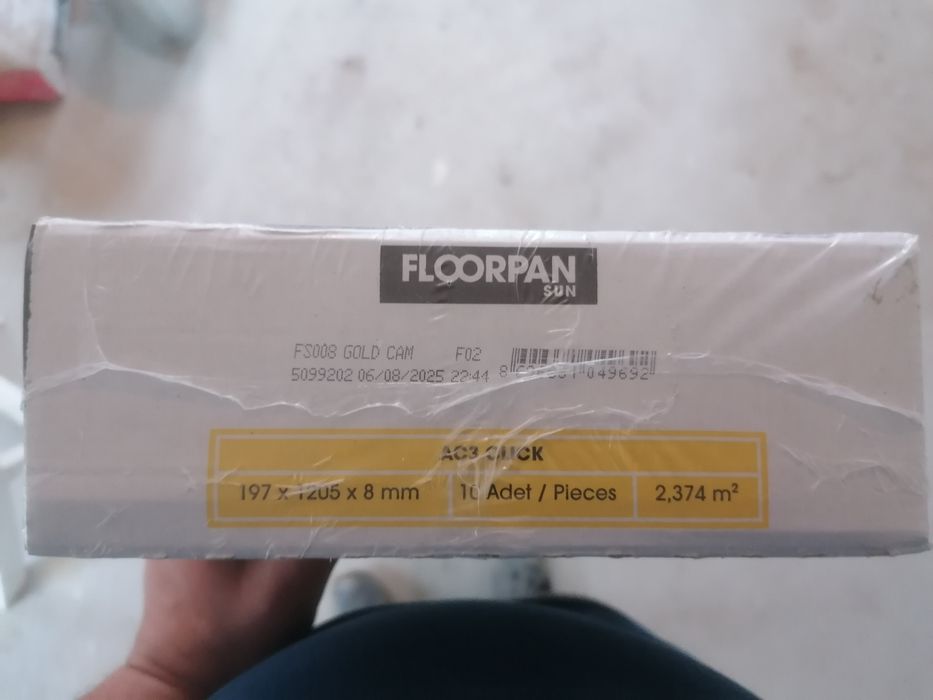 FLOORPAN
SUN
FS008 GOLD CAM F02
5099202 06/08/2025 22:44
049692
AC3 CLICK
197 x 1205 x 8 mm 10 Adet / Pieces 2,374 m²